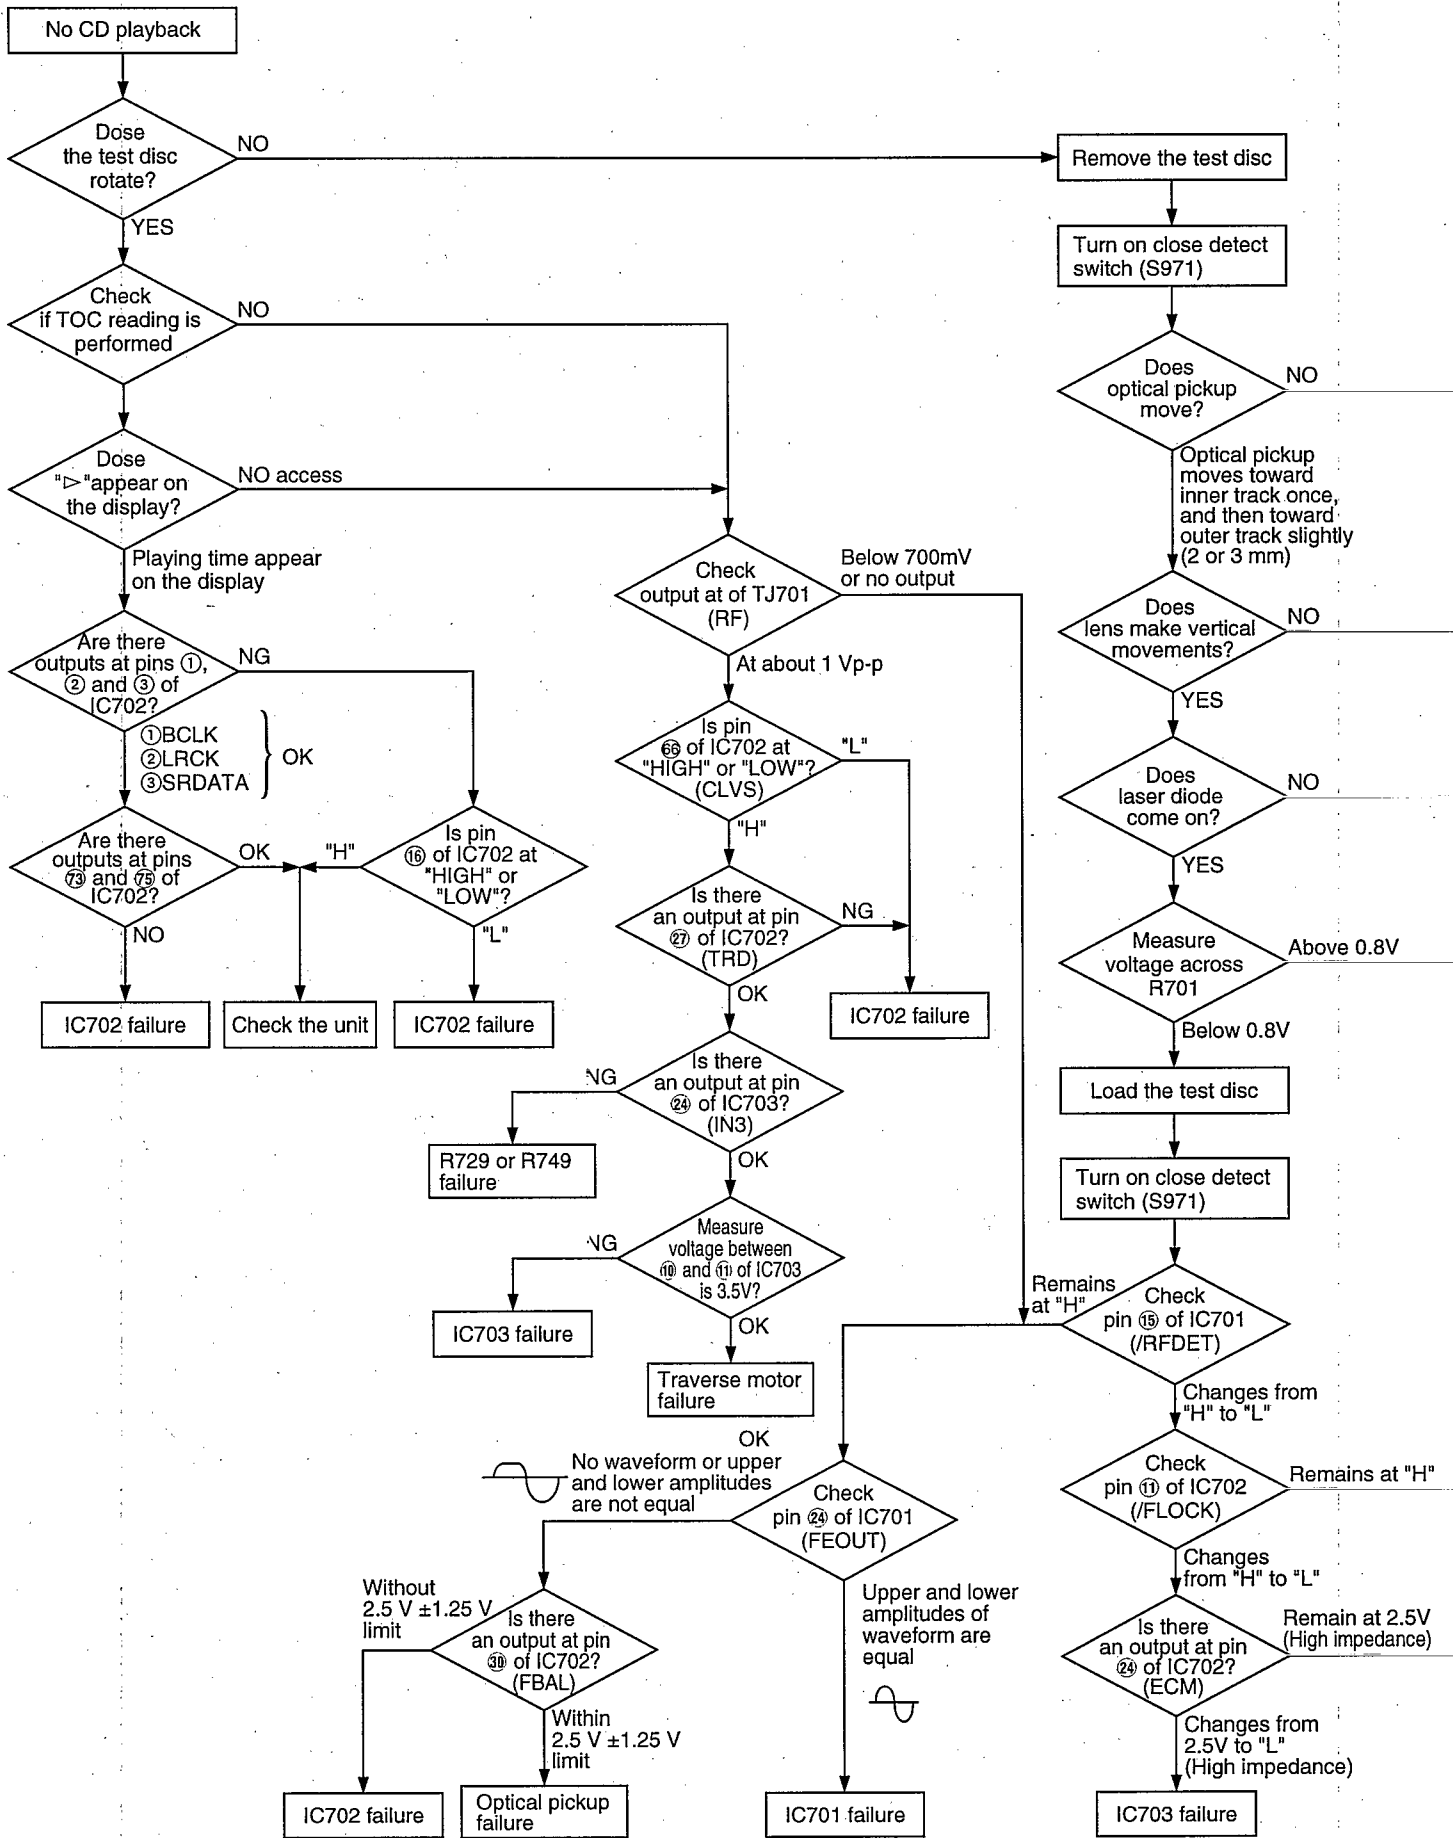 No CD playback
Dose
the test disc
rotate?
NO
YES
Check
if TOC reading is
performed
NO
Dose
"▷"appear on
the display?
NO access
Playing time appear
on the display
Are there
outputs at pins ①,
② and ③ of
IC702?
NG
①BCLK
②LRCK
③SRDATA
OK
Are there
outputs at pins
73 and 75 of
IC702?
OK
NO
"H"
Is pin
⑯ of IC702 at
"HIGH" or
"LOW"?
"L"
IC702 failure
Check the unit
IC702 failure
Check
output at of TJ701
(RF)
Below 700mV
or no output
At about 1 Vp-p
Is pin
66 of IC702 at
"HIGH" or "LOW"?
(CLVS)
"L"
"H"
Is there
an output at pin
㉗ of IC702?
(TRD)
NG
OK
IC702 failure
Is there
an output at pin
㉔ of IC703?
(IN3)
NG
R729 or R749
failure
OK
Measure
voltage between
⑩ and ⑪ of IC703
is 3.5V?
NG
IC703 failure
OK
Traverse motor
failure
OK
No waveform or upper
and lower amplitudes
are not equal
Check
pin ㉔ of IC701
(FEOUT)
Upper and lower
amplitudes of
waveform are
equal
Without
2.5 V ±1.25 V
limit
Is there
an output at pin
㉚ of IC702?
(FBAL)
Within
2.5 V ±1.25 V
limit
IC702 failure
Optical pickup
failure
IC701 failure
Remove the test disc
Turn on close detect
switch (S971)
Does
optical pickup
move?
NO
Optical pickup
moves toward
inner track once,
and then toward
outer track slightly
(2 or 3 mm)
Does
lens make vertical
movements?
NO
YES
Does
laser diode
come on?
NO
YES
Measure
voltage across
R701
Above 0.8V
Below 0.8V
Load the test disc
Turn on close detect
switch (S971)
Remains
at "H"
Check
pin ⑮ of IC701
(/RFDET)
Changes from
"H" to "L"
Check
pin ⑪ of IC702
(/FLOCK)
Remains at "H"
Changes
from "H" to "L"
Is there
an output at pin
㉔ of IC702?
(ECM)
Remain at 2.5V
(High impedance)
Changes from
2.5V to "L"
(High impedance)
IC703 failure